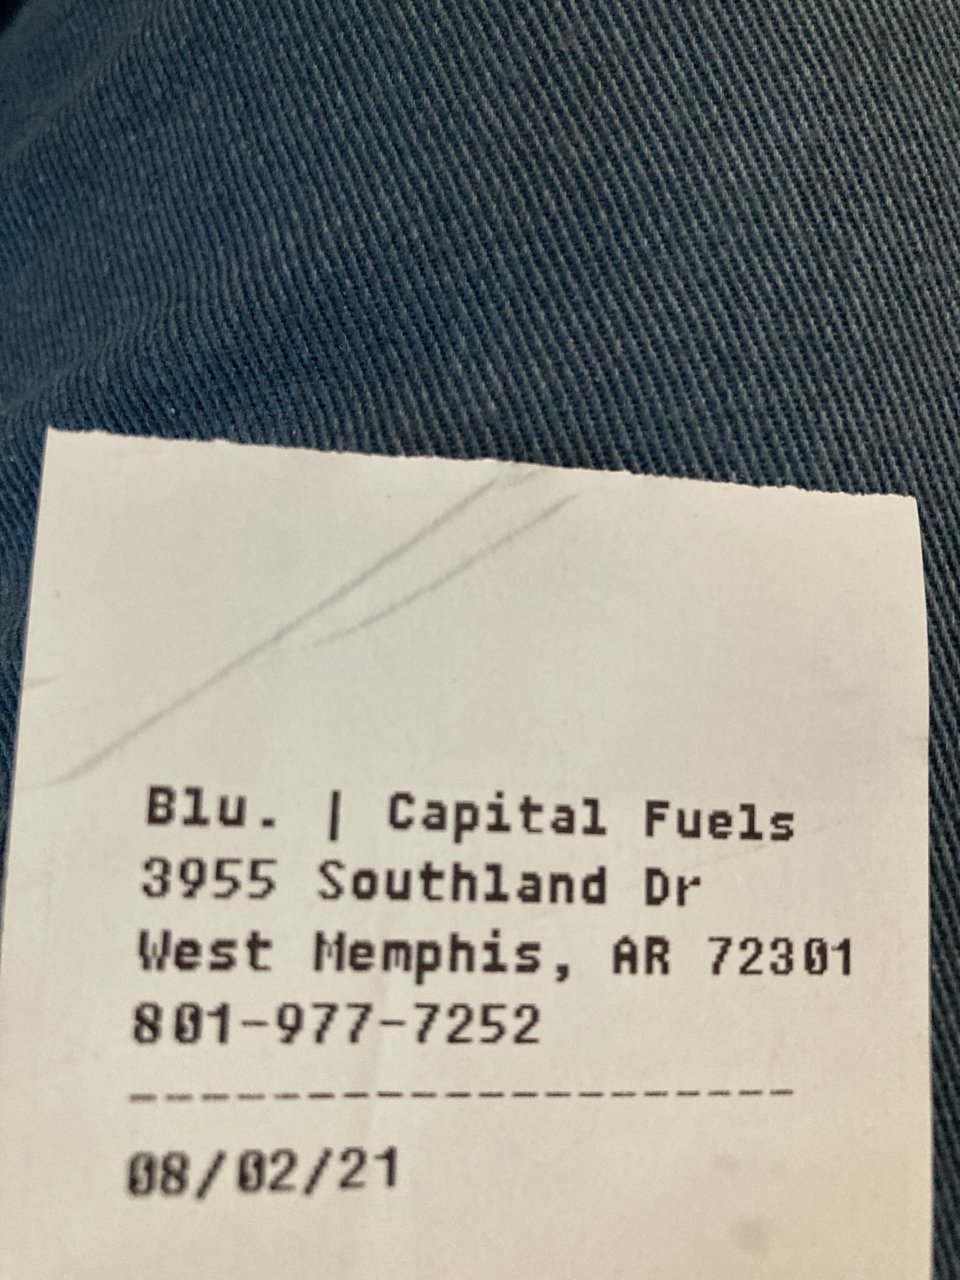 Blu. | Capital Fuels
3955 Southland Dr
West Memphis, AR 72301
801-977-7252
-------------------
08/02/21